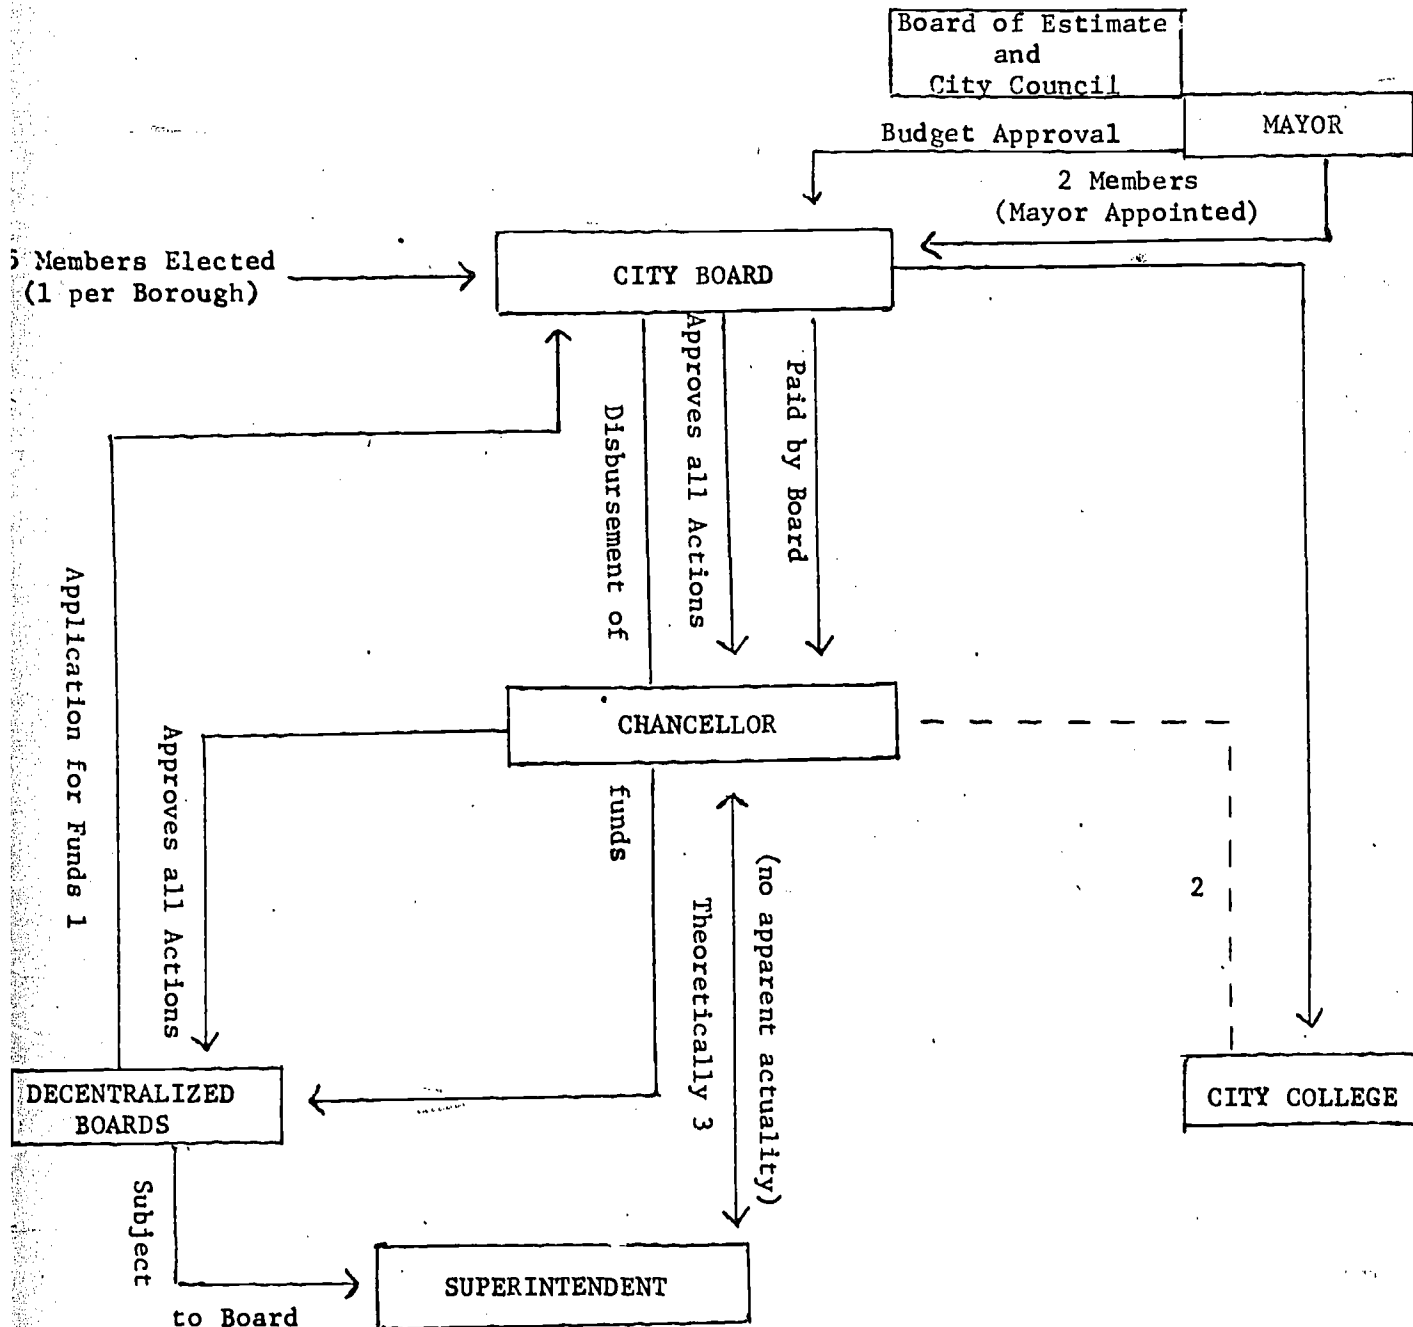 Board of Estimate
and
City Council
MAYOR
Budget Approval
2 Members
(Mayor Appointed)
Members Elected
(1 per Borough)
CITY BOARD
Disbursement of
Approves all Actions
Paid by Board
Application for Funds 1
Approves all Actions
CHANCELLOR
funds
Theoretically 3
(no apparent actuality)
2
DECENTRALIZED
BOARDS
CITY COLLEGE
Subject
to Board
SUPERINTENDENT